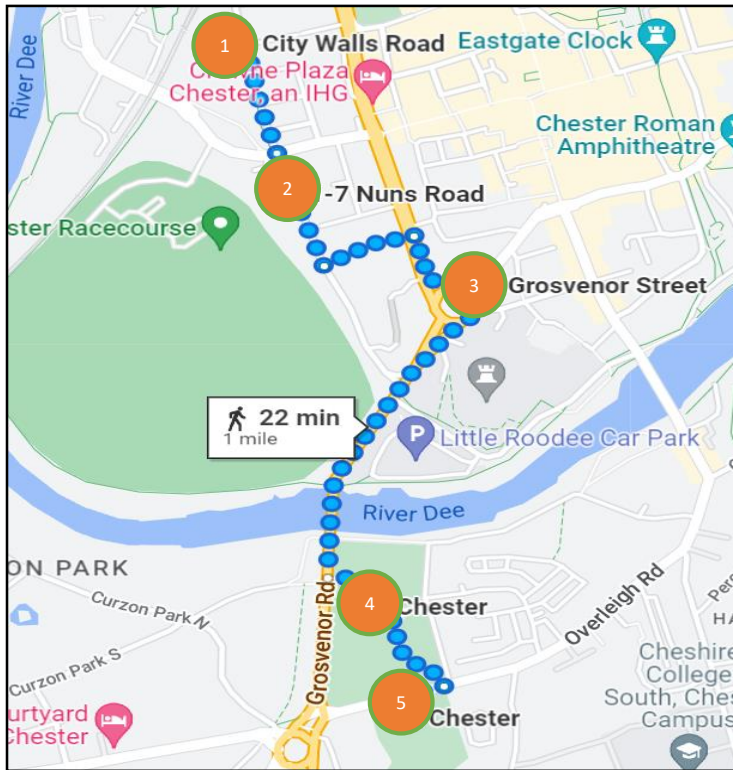 1
City Walls Road
Eastgate Clock
River Dee
Crowne Plaza
Chester, an IHG
Chester Roman
Amphitheatre
2
-7 Nuns Road
ster Racecourse
3
Grosvenor Street
22 min
1 mile
P
Little Roodee Car Park
River Dee
ON PARK
Curzon Park N
Curzon Park S
Grosvenor Rd
4
Chester
Overleigh Rd
HA
Cheshire
College
South, Ches
Campus
5
Chester
urtyard
Chester